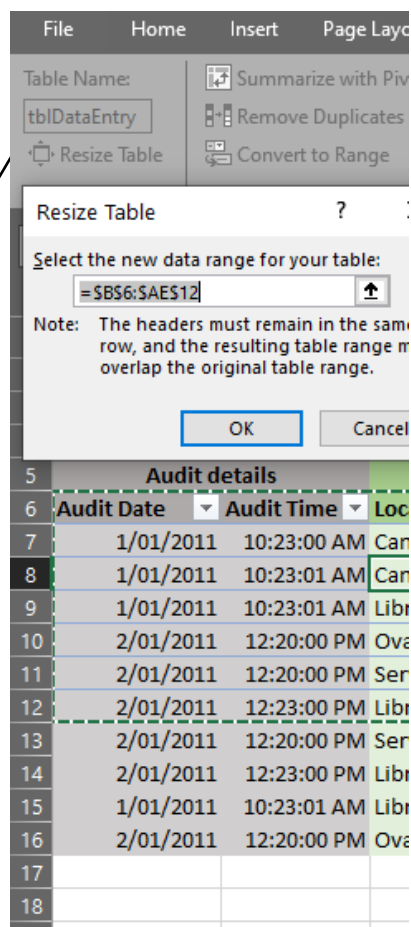 File Home Insert Page Layo
Table Name: Summarize with Piv
tblDataEntry Remove Duplicates
Resize Table Convert to Range
Resize Table ?
Select the new data range for your table:
=$B$6:$AE$12
Note: The headers must remain in the same
row, and the resulting table range m
overlap the original table range.
OK Cancel
5 Audit details
6 Audit Date Audit Time Loca
7 1/01/2011 10:23:00 AM Can
8 1/01/2011 10:23:01 AM Can
9 1/01/2011 10:23:01 AM Libr
10 2/01/2011 12:20:00 PM Ova
11 2/01/2011 12:20:00 PM Ser
12 2/01/2011 12:23:00 PM Libr
13 2/01/2011 12:20:00 PM Ser
14 2/01/2011 12:23:00 PM Libr
15 1/01/2011 10:23:01 AM Libr
16 2/01/2011 12:20:00 PM Ova
17
18